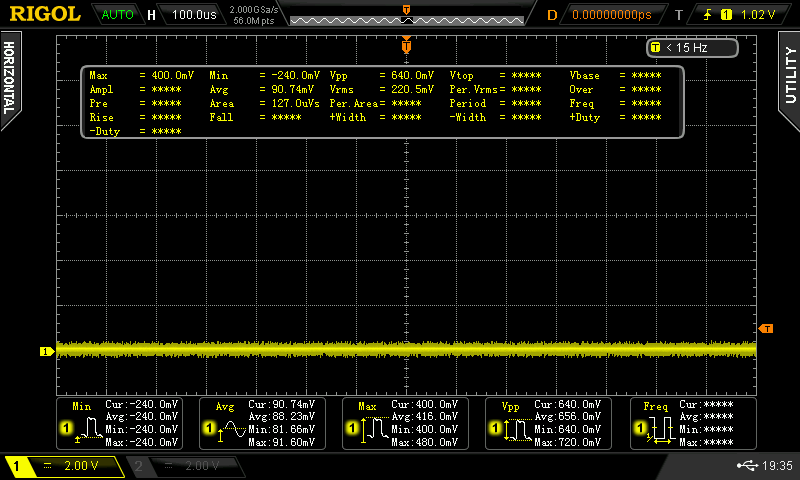 RIGOL AUTO H 100.0us 2.000GSa/s 56.0M pts T D 0.00000000ps T 1 1.02 V
T
T < 15 Hz
HORIZONTAL
UTILITY
Max = 400.0mV Min = -240.0mV Vpp = 640.0mV Vtop = ***** Vbase = *****
Ampl = ***** Avg = 90.74mV Vrms = 220.5mV Per.Vrms= ***** Over = *****
Pre = ***** Area = 127.0uVs Per.Area= ***** Period = ***** Freq = *****
Rise = ***** Fall = ***** +Width = ***** -Width = ***** +Duty = *****
-Duty = *****
T
1
Min 1 Cur:-240.0mV
Avg:-240.0mV
Min:-240.0mV
Max:-240.0mV
Avg 1 Cur:90.74mV
Avg:88.23mV
Min:81.66mV
Max:91.60mV
Max 1 Cur:400.0mV
Avg:416.0mV
Min:400.0mV
Max:480.0mV
Vpp 1 Cur:640.0mV
Avg:656.0mV
Min:640.0mV
Max:720.0mV
Freq 1 Cur:*****
Avg:*****
Min:*****
Max:*****
1 2.00 V 2 2.00 V 19:35